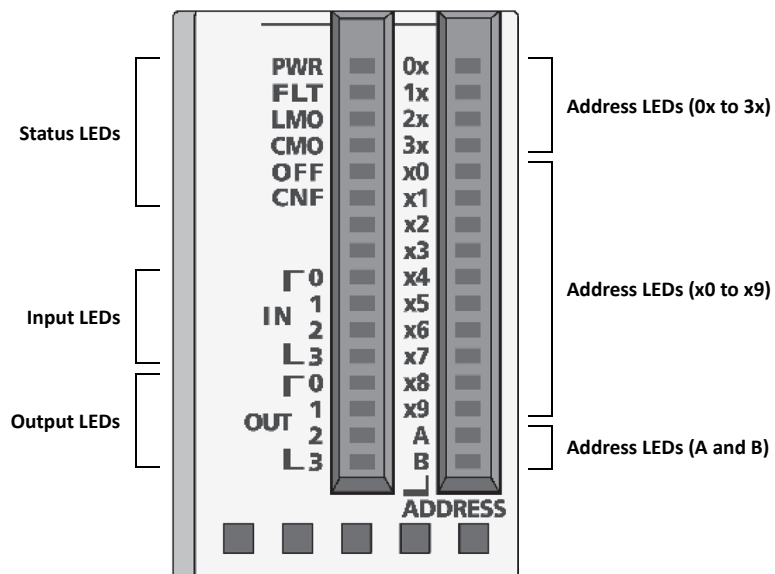 PWR 0x
FLT 1x
LMO 2x
CMO 3x
OFF x0
CNF x1
x2
x3
0 x4
1 x5
IN
2 x6
3 x7
0 x8
1 x9
OUT
2 A
3 B
ADDRESS
Status LEDs
Input LEDs
Output LEDs
Address LEDs (0x to 3x)
Address LEDs (x0 to x9)
Address LEDs (A and B)